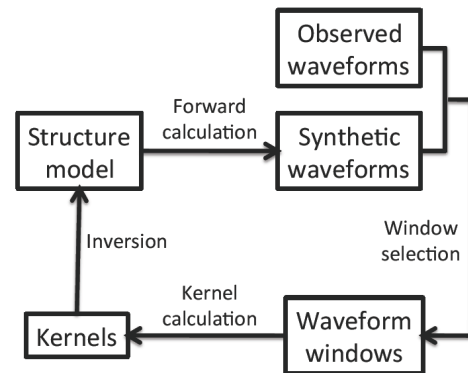 Observed
waveforms
Forward
calculation
Structure
model
Synthetic
waveforms
Inversion
Window
selection
Kernel
calculation
Kernels
Waveform
windows